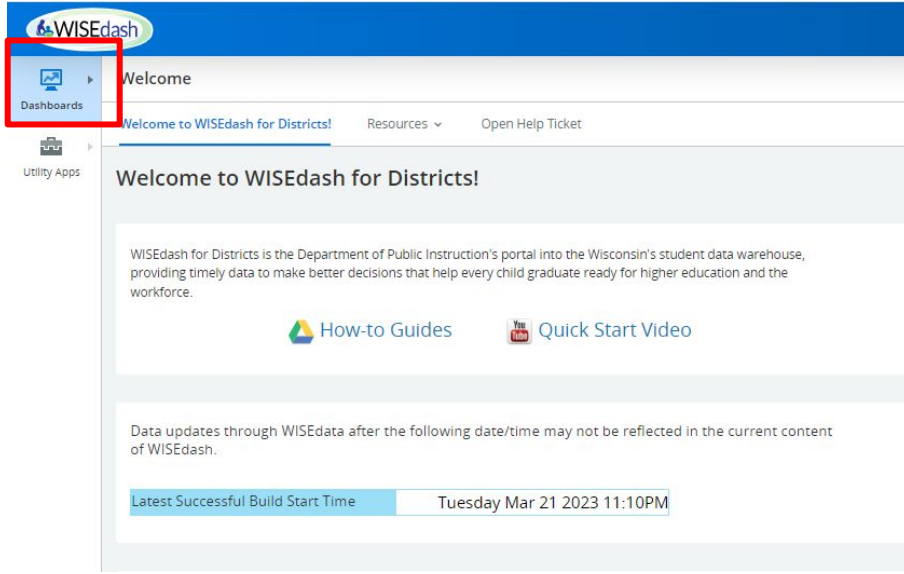 WISEdash
Dashboards
Utility Apps
Welcome
Welcome to WISEdash for Districts!
Resources
Open Help Ticket
Welcome to WISEdash for Districts!
WISEdash for Districts is the Department of Public Instruction's portal into the Wisconsin's student data warehouse,
providing timely data to make better decisions that help every child graduate ready for higher education and the
workforce.
How-to Guides
You
Tube
Quick Start Video
Data updates through WISEdata after the following date/time may not be reflected in the current content
of WISEdash.
Latest Successful Build Start Time
Tuesday Mar 21 2023 11:10PM